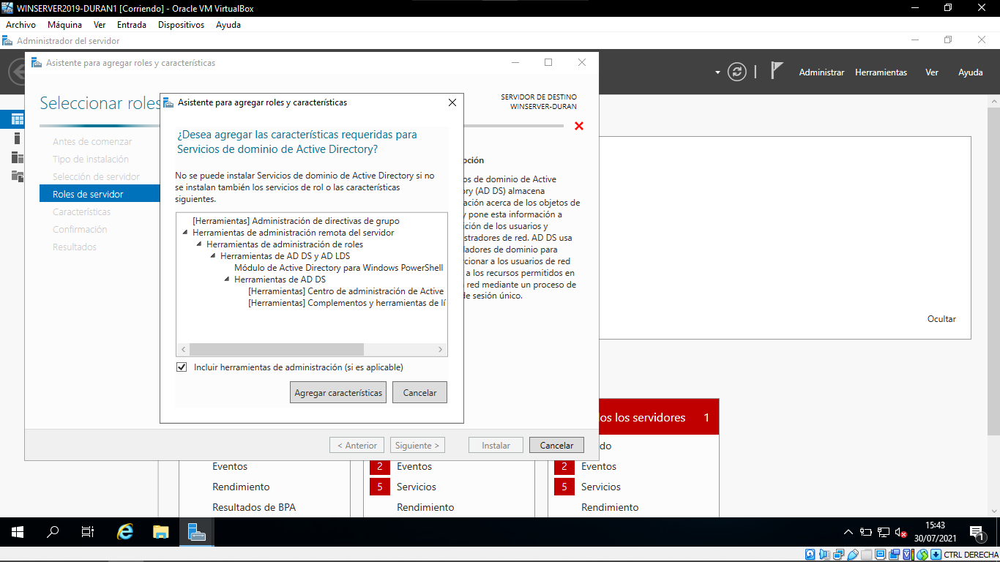 WINSERVER2019-DURAN1 [Corriendo] - Oracle VM VirtualBox
Archivo Máquina Ver Entrada Dispositivos Ayuda
Administrador del servidor
Administrar Herramientas Ver Ayuda
Asistente para agregar roles y características
Seleccionar roles
SERVIDOR DE DESTINO
WINSERVER-DURAN
Antes de comenzar
Tipo de instalación
Selección de servidor
Roles de servidor
Características
Confirmación
Resultados
Asistente para agregar roles y características
¿Desea agregar las características requeridas para
Servicios de dominio de Active Directory?
No se puede instalar Servicios de dominio de Active Directory si no
se instalan también los servicios de rol o las características
siguientes.
[Herramientas] Administración de directivas de grupo
Herramientas de administración remota del servidor
Herramientas de administración de roles
Herramientas de AD DS y AD LDS
Módulo de Active Directory para Windows PowerShell
Herramientas de AD DS
[Herramientas] Centro de administración de Active
[Herramientas] Complementos y herramientas de lí
Incluir herramientas de administración (si es aplicable)
Agregar características Cancelar
pción
os de dominio de Active
ory (AD DS) almacena
ación acerca de los objetos de
y pone esta información a
ición de los usuarios y
istradores de red. AD DS usa
ladores de dominio para
rcionar a los usuarios de red
a los recursos permitidos en
red mediante un proceso de
de sesión único.
< Anterior Siguiente > Instalar Cancelar
Ocultar
os los servidores 1
do
Eventos 2 Eventos 2 Eventos
Rendimiento 5 Servicios 5 Servicios
Resultados de BPA Rendimiento Rendimiento
15:43
30/07/2021
1
CTRL DERECHA